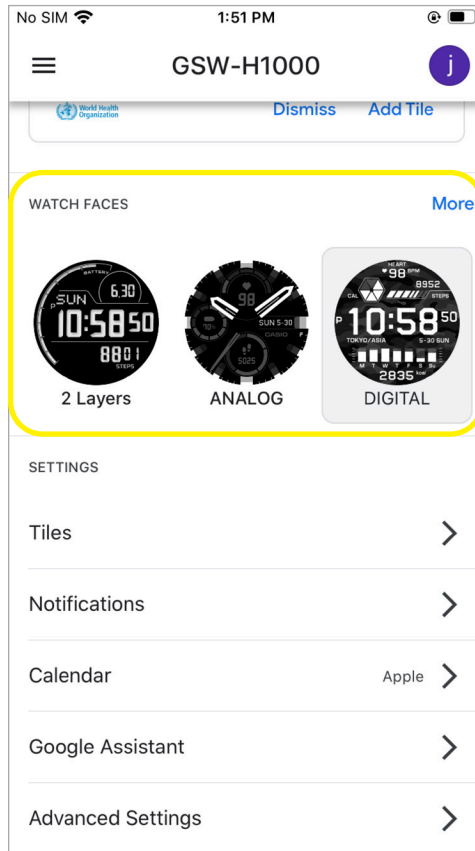 No SIM 1:51 PM
GSW-H1000
j
World Health Organization Dismiss Add Tile
WATCH FACES More
BATTERY
SUN 6.30
P 10:58 50
8801
STEPS
2 Layers
98
70%
SUN 5-30
CASIO
5025
ANALOG
HEART
98 BPM
8952
CAL STEPS
P 10:58 50
TOKYO/ASIA 5-30 SUN
M T W T F S Su
2835 kcal
DIGITAL
SETTINGS
Tiles
Notifications
Calendar Apple
Google Assistant
Advanced Settings